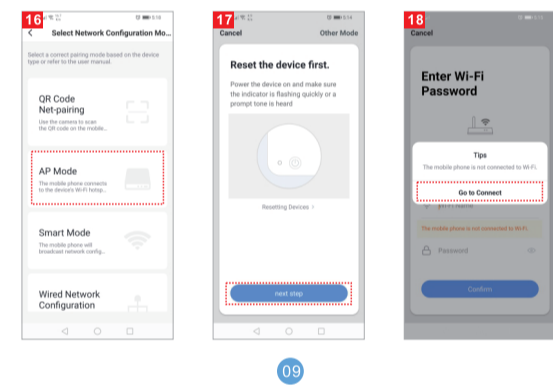 16
Select Network Configuration Mo...
Select a correct pairing mode based on the device
type or refer to the user manual.
QR Code
Net-pairing
Use the camera to scan
the QR code on the mobile...
AP Mode
The mobile phone connects
to the device's Wi-Fi hotsp...
Smart Mode
The mobile phone will
broadcast network config...
Wired Network
Configuration
17
Cancel
Other Mode
Reset the device first.
Power the device on and make sure
the indicator is flashing quickly or a
prompt tone is heard
Resetting Devices
next step
18
Cancel
Enter Wi-Fi
Password
Tips
The mobile phone is not connected to Wi-Fi.
Go to Connect
The mobile phone is not connected to Wi-Fi.
Password
Confirm
09